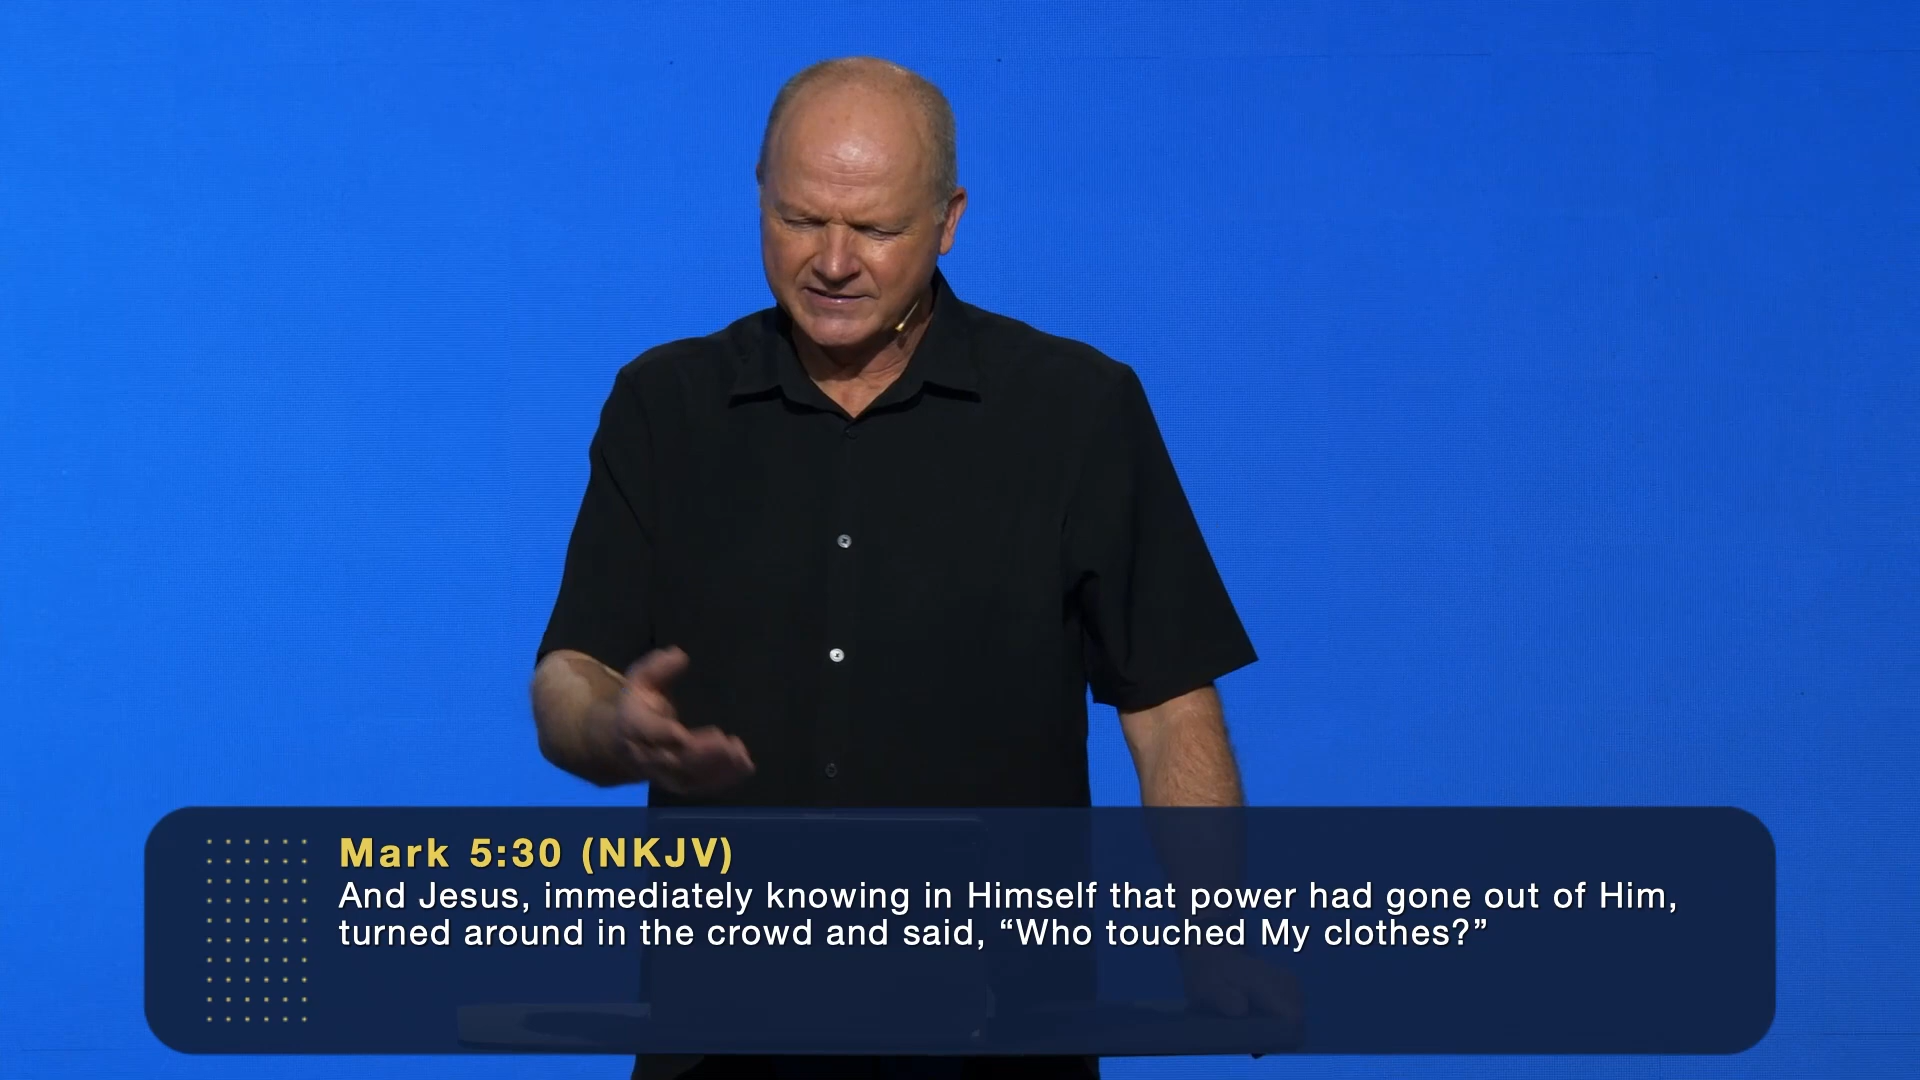 Mark 5:30 (NKJV)
And Jesus, immediately knowing in Himself that power had gone out of Him,
turned around in the crowd and said, “Who touched My clothes?”